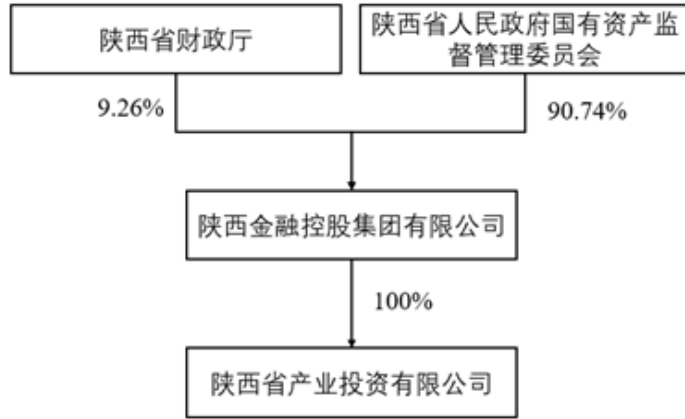 陕西省财政厅
陕西省人民政府国有资产监
督管理委员会
9.26%
90.74%
陕西金融控股集团有限公司
100%
陕西省产业投资有限公司